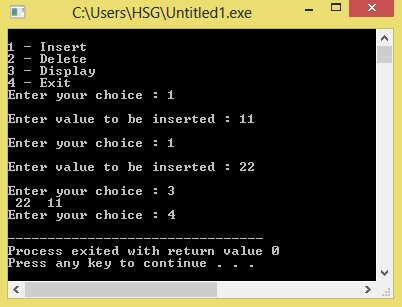 C:\Users\HSG\Untitled1.exe
1 - Insert
2 - Delete
3 - Display
4 - Exit
Enter your choice : 1
Enter value to be inserted : 11
Enter your choice : 1
Enter value to be inserted : 22
Enter your choice : 3
22  11
Enter your choice : 4
--------------------------------
Process exited with return value 0
Press any key to continue . . .